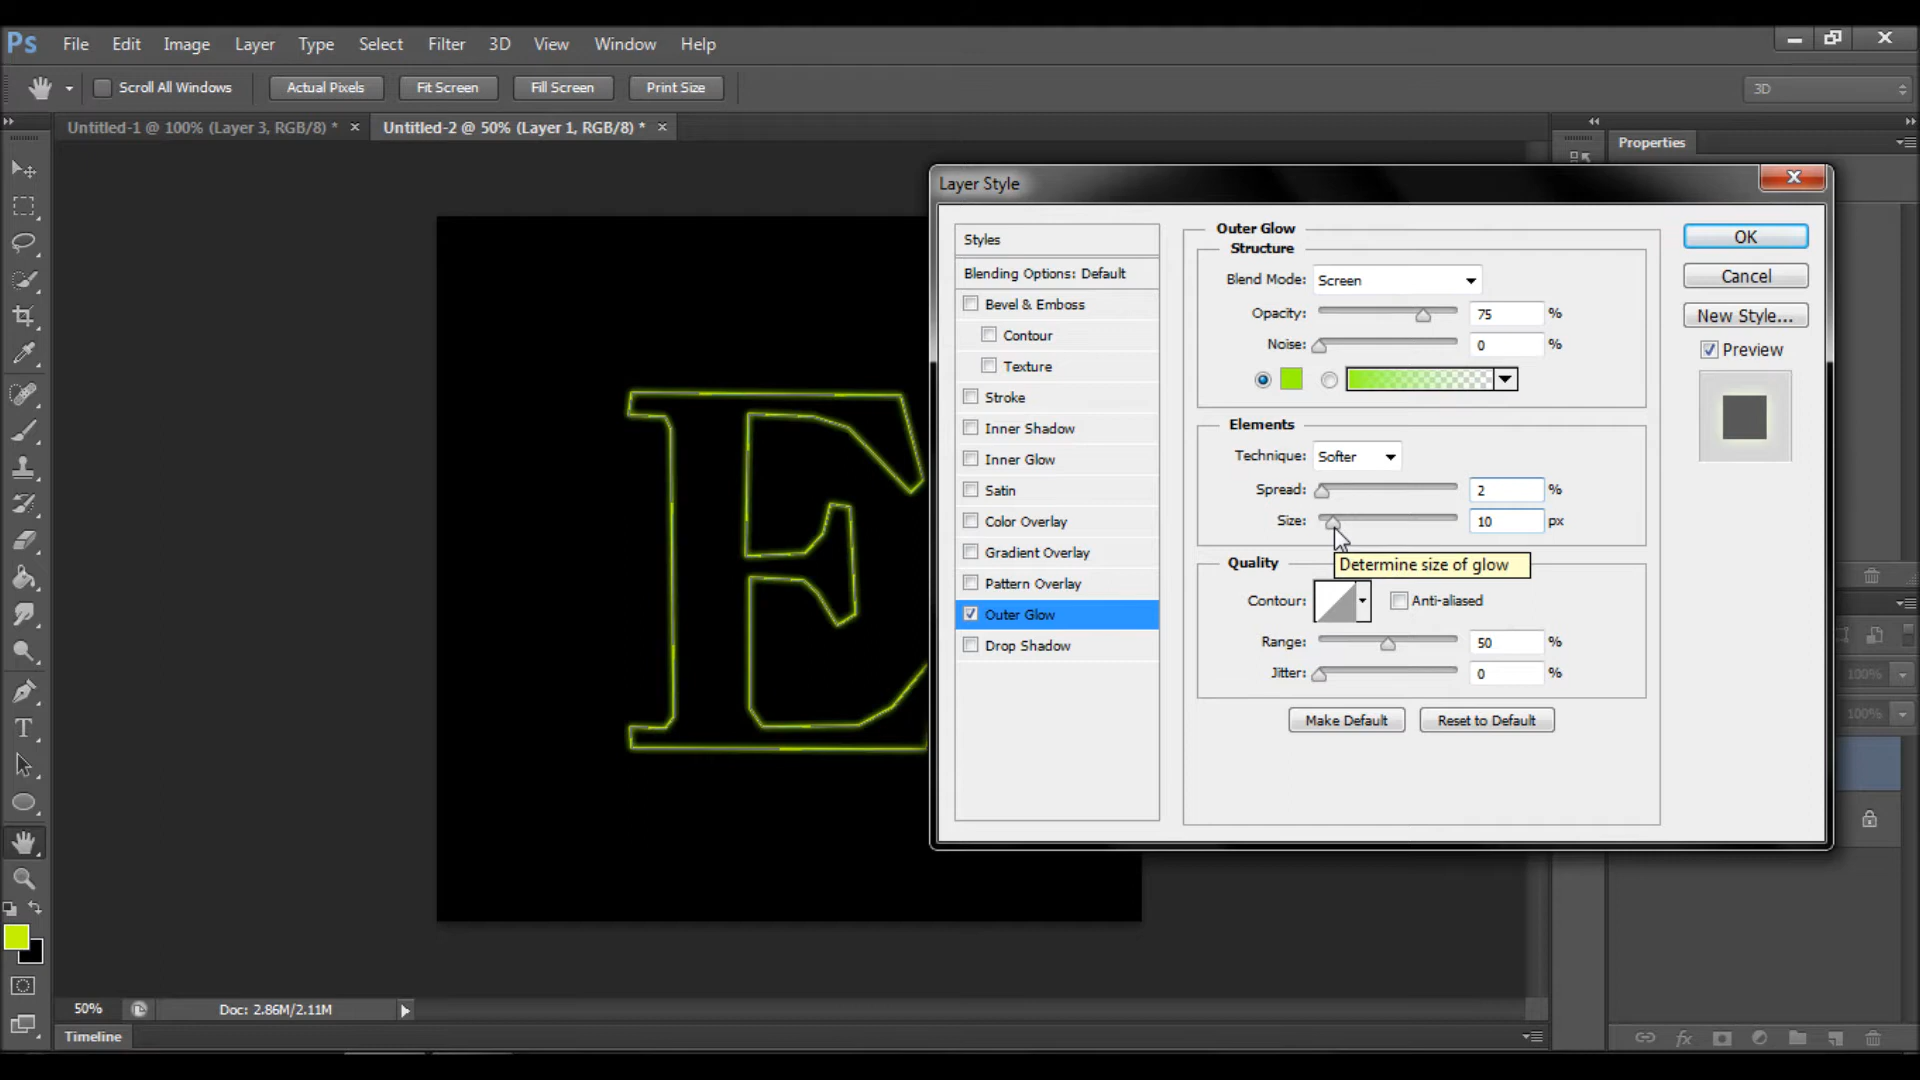 Ps File Edit Image Layer Type Select Filter 3D View Window Help
Scroll All Windows Actual Pixels Fit Screen Fill Screen Print Size 3D
Untitled-1 @ 100% (Layer 3, RGB/8) * × Untitled-2 @ 50% (Layer 1, RGB/8) * ×
Properties
Layer Style
Styles
Blending Options: Default
Bevel & Emboss
Contour
Texture
Stroke
Inner Shadow
Inner Glow
Satin
Color Overlay
Gradient Overlay
Pattern Overlay
Outer Glow
Drop Shadow
Outer Glow
Structure
Blend Mode: Screen
Opacity: 75 %
Noise: 0 %
Elements
Technique: Softer
Spread: 2 %
Size: 10 px
Determine size of glow
Quality
Contour: Anti-aliased
Range: 50 %
Jitter: 0 %
Make Default Reset to Default
OK
Cancel
New Style...
Preview
E
T
100%
100%
fx
50% Doc: 2.86M/2.11M
Timeline